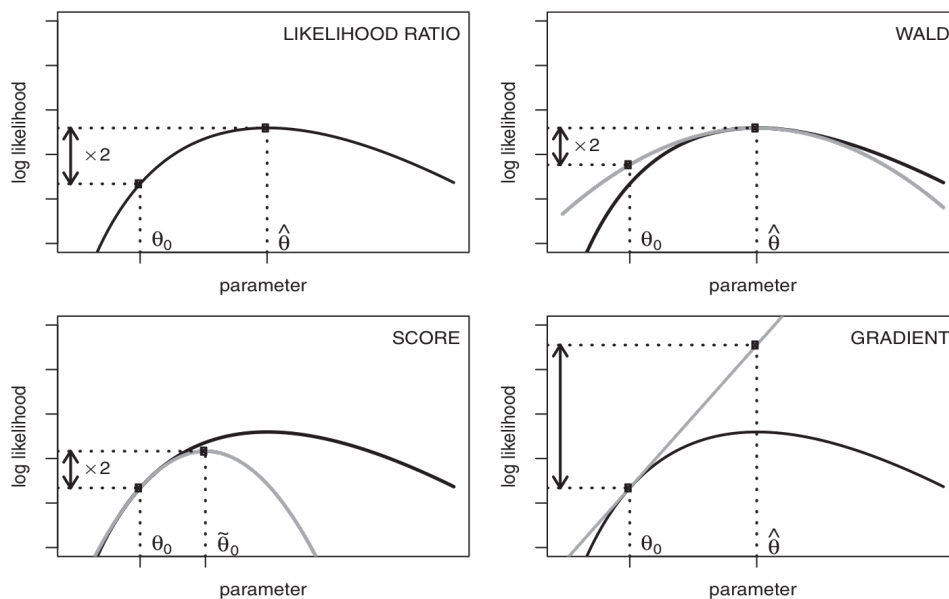 LIKELIHOOD RATIO
log likelihood
×2
θ0
θ̂
parameter
WALD
log likelihood
×2
θ0
θ̂
parameter
SCORE
log likelihood
×2
θ0
θ̃0
parameter
GRADIENT
log likelihood
θ0
θ̂
parameter